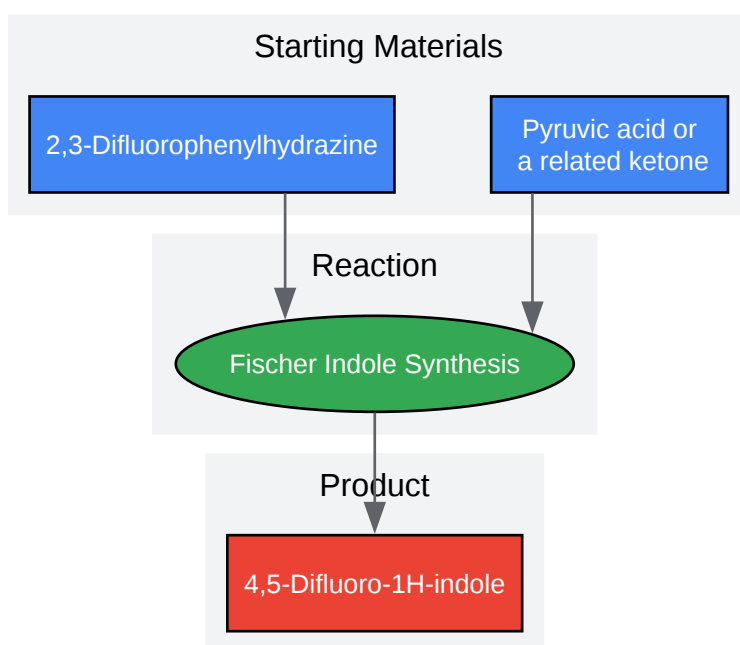 Starting Materials
2,3-Difluorophenylhydrazine
Pyruvic acid or
a related ketone
Reaction
Fischer Indole Synthesis
Product
4,5-Difluoro-1H-indole